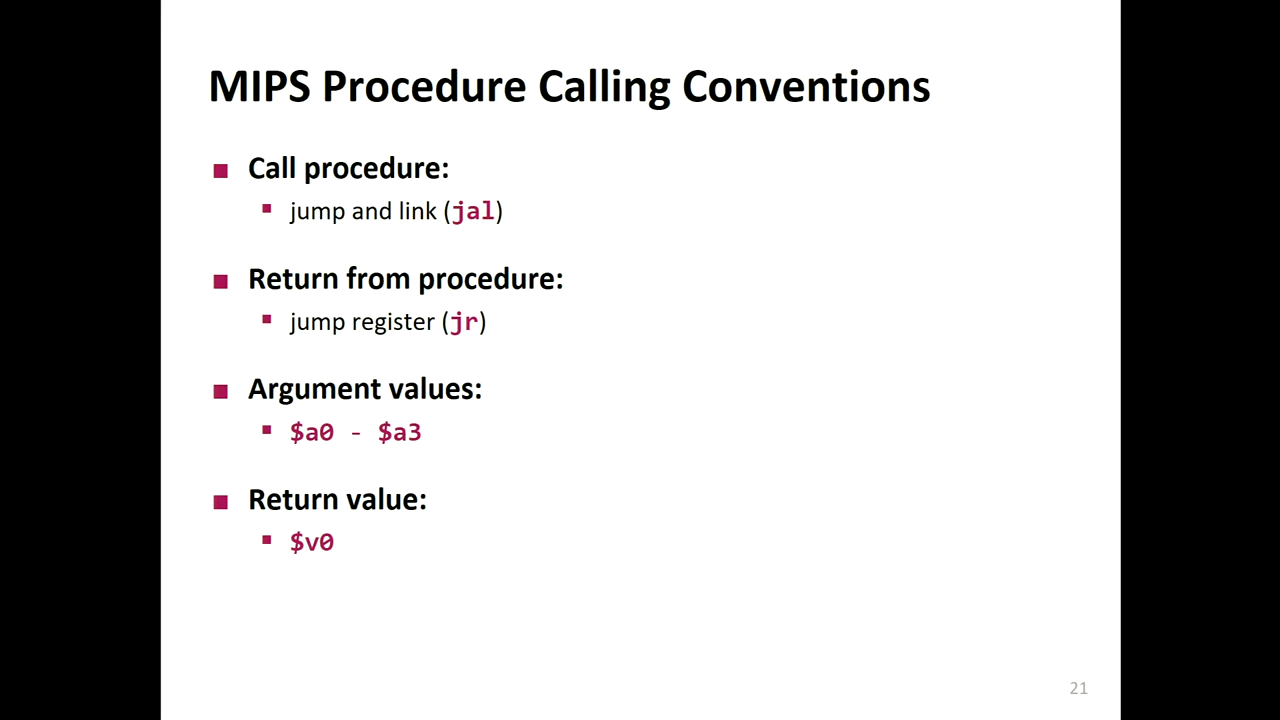 MIPS Procedure Calling Conventions
Call procedure:
jump and link (jal)
Return from procedure:
jump register (jr)
Argument values:
$a0 - $a3
Return value:
$v0
21